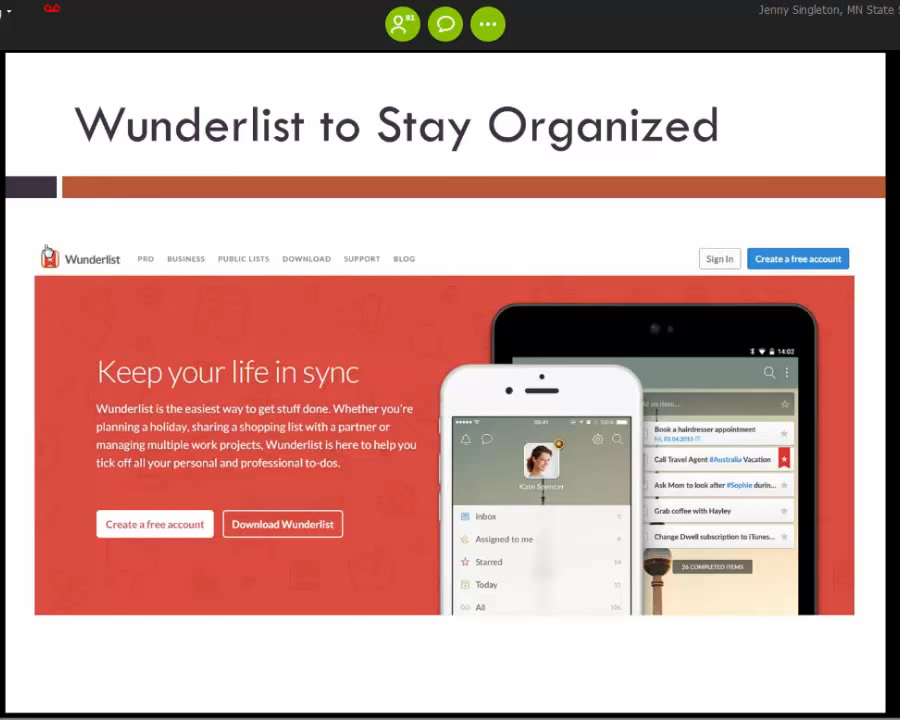 Jenny Singleton, MN State
81
Wunderlist to Stay Organized
Wunderlist PRO BUSINESS PUBLIC LISTS DOWNLOAD SUPPORT BLOG Sign In Create a free account
14:02
Keep your life in sync
Wunderlist is the easiest way to get stuff done. Whether you're
planning a holiday, sharing a shopping list with a partner or
managing multiple work projects, Wunderlist is here to help you
tick off all your personal and professional to-dos.
Create a free account Download Wunderlist
Kate Spencer
Inbox
Assigned to me
Starred
Today
All
an item...
Book a hairdresser appointment
Call Travel Agent #Australia Vacation
Ask Mom to look after #Sophie durin...
Grab coffee with Hayley
Change Dwell subscription to iTunes...
26 COMPLETED ITEMS